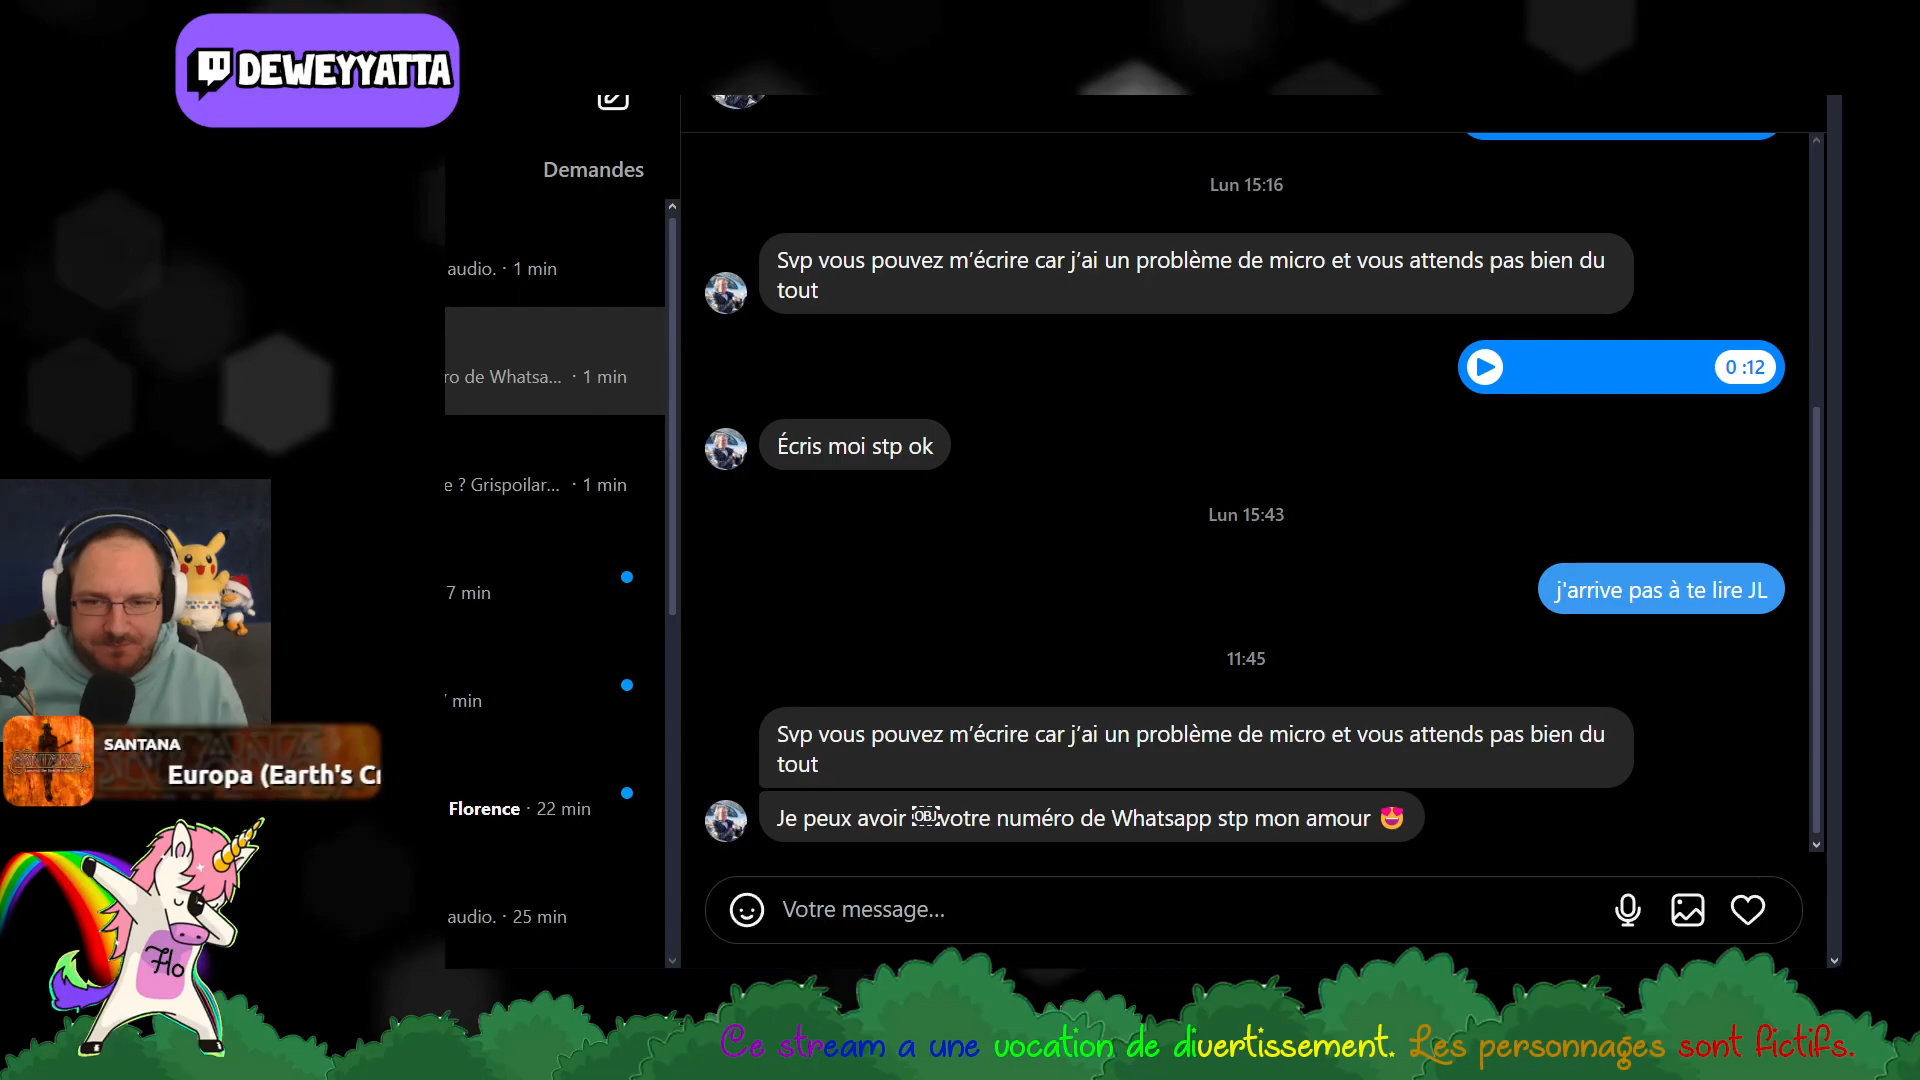 DEWEYYATTA
Demandes
audio. · 1 min
ro de Whatsa... · 1 min
e ? Grispoilar... · 1 min
7 min
min
Florence · 22 min
audio. · 25 min
Lun 15:16
Svp vous pouvez m’écrire car j’ai un problème de micro et vous attends pas bien du
tout
0 :12
Écris moi stp ok
Lun 15:43
j'arrive pas à te lire JL
11:45
Svp vous pouvez m’écrire car j’ai un problème de micro et vous attends pas bien du
tout
Je peux avoir ￼votre numéro de Whatsapp stp mon amour 😍
Votre message...
SANTANA
Europa (Earth's
Flo
Ce stream a une vocation de divertissement. Les personnages sont fictifs.